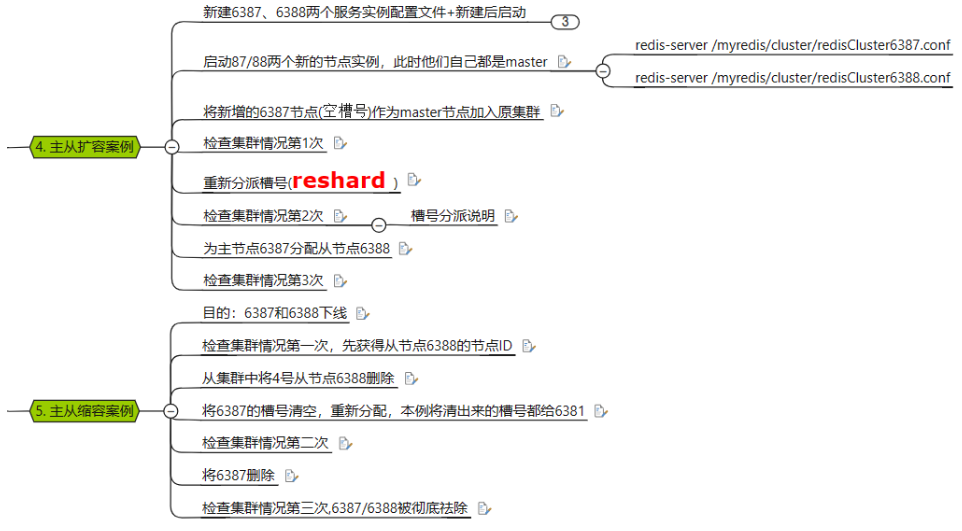 新建6387、6388两个服务实例配置文件+新建后启动
3
启动87/88两个新的节点实例，此时他们自己都是master
redis-server /myredis/cluster/redisCluster6387.conf
redis-server /myredis/cluster/redisCluster6388.conf
将新增的6387节点(空槽号)作为master节点加入原集群
4. 主从扩容案例
检查集群情况第1次
重新分派槽号(reshard )
检查集群情况第2次
槽号分派说明
为主节点6387分配从节点6388
检查集群情况第3次
目的：6387和6388下线
检查集群情况第一次，先获得从节点6388的节点ID
从集群中将4号从节点6388删除
5. 主从缩容案例
将6387的槽号清空，重新分配，本例将清出来的槽号都给6381
检查集群情况第二次
将6387删除
检查集群情况第三次,6387/6388被彻底祛除